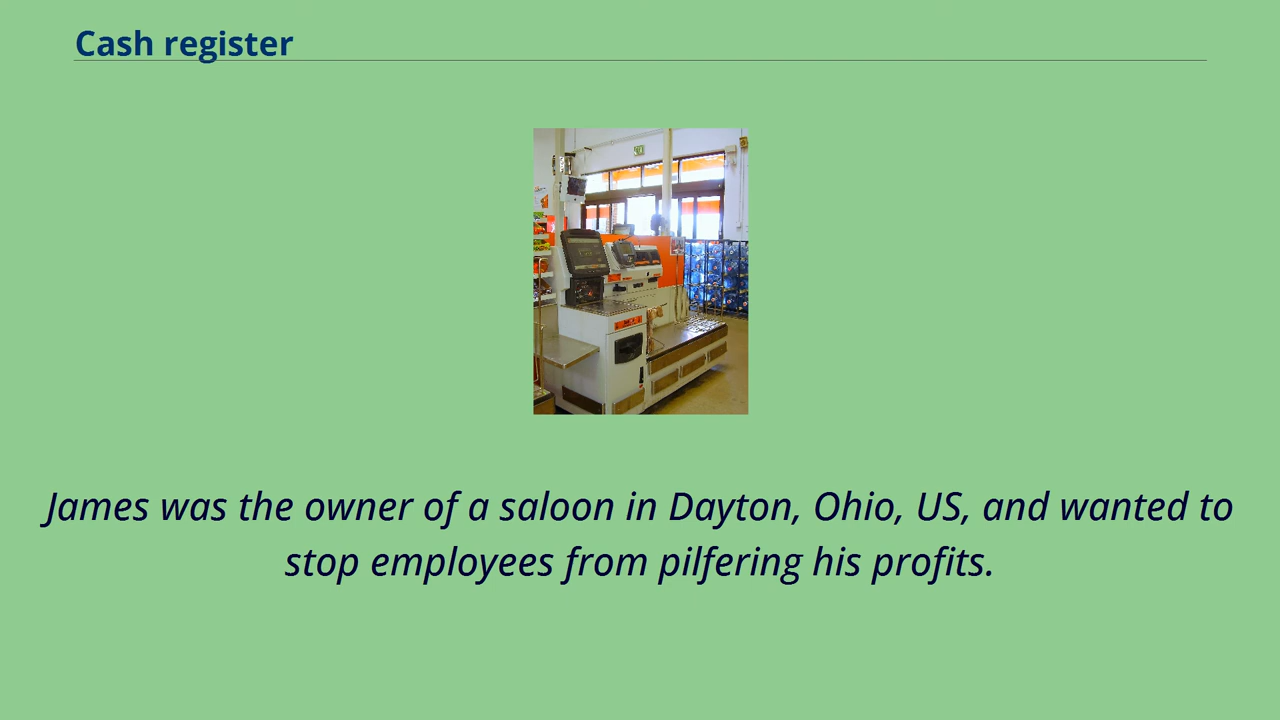 Cash register
James was the owner of a saloon in Dayton, Ohio, US, and wanted to
stop employees from pilfering his profits.